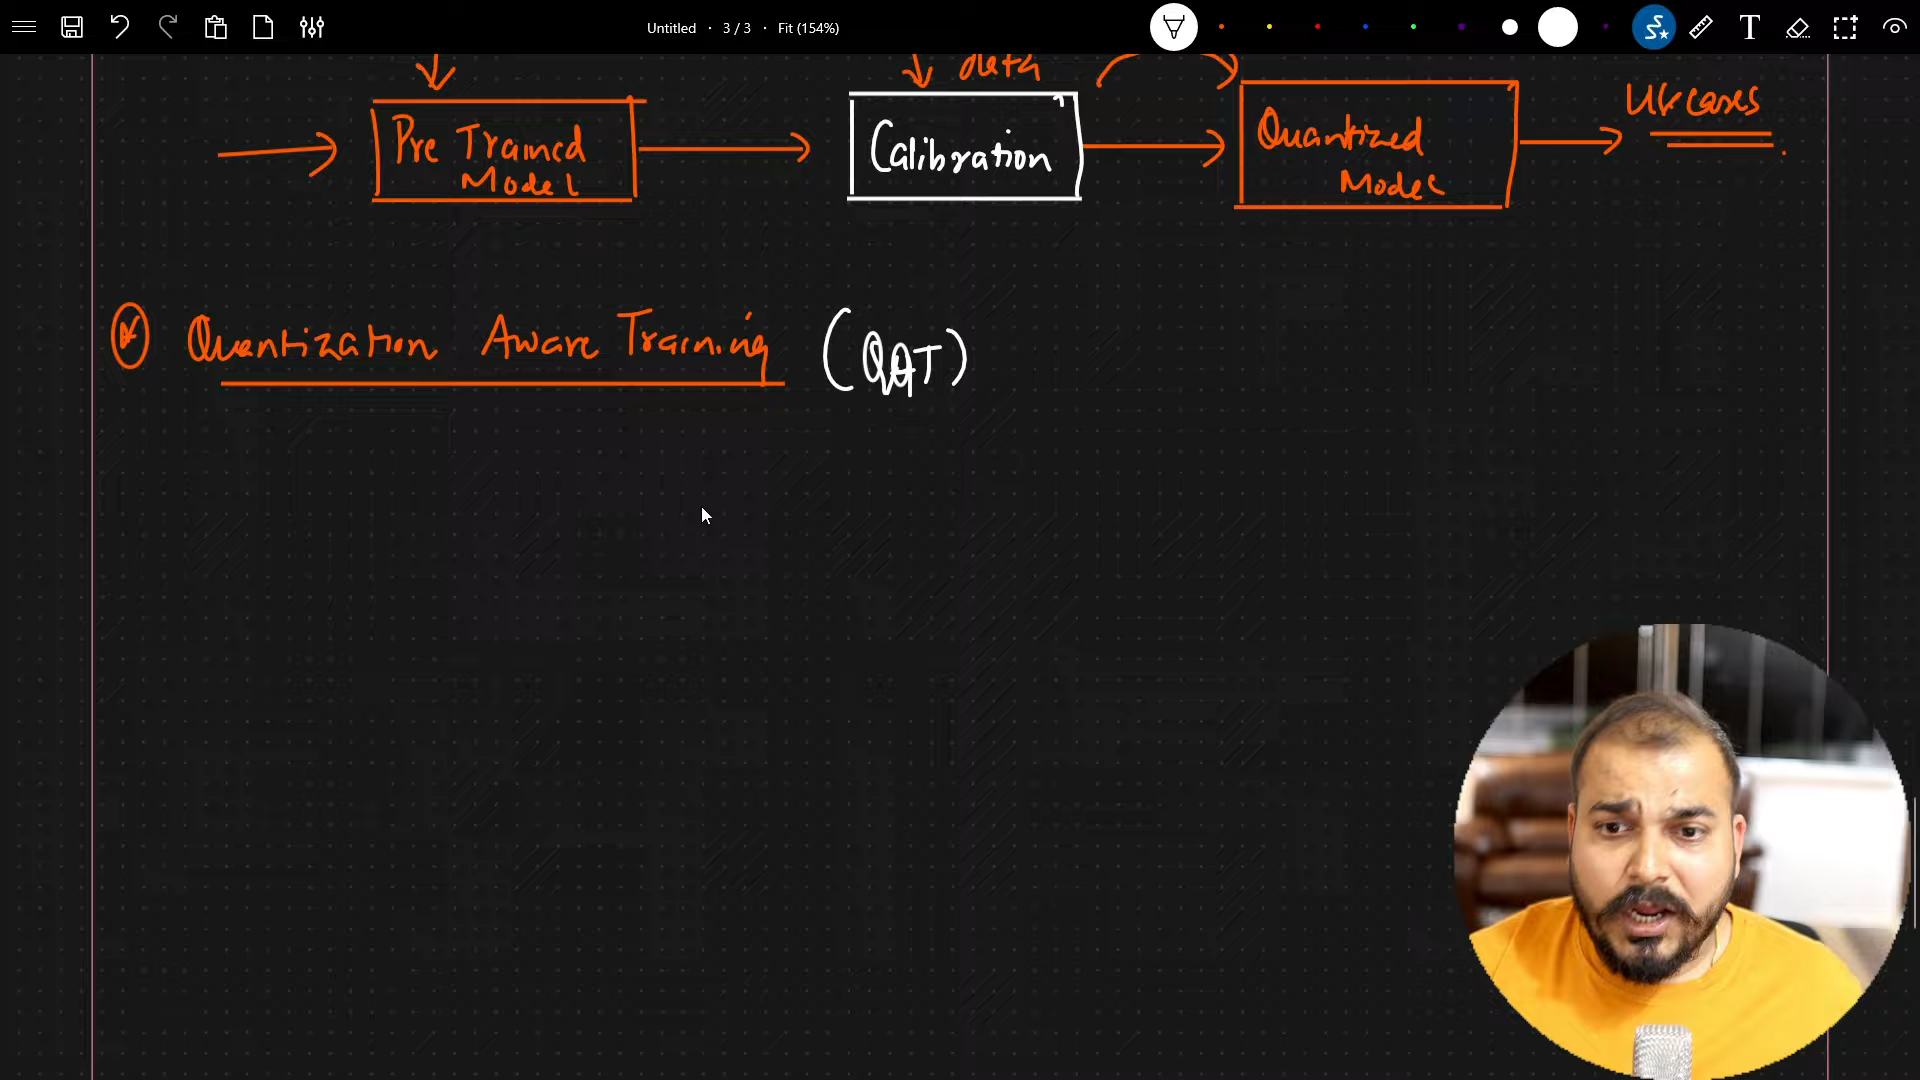 Untitled · 3 / 3 · Fit (154%)
T
data
Pre Trained
Model
Calibration
Quantized
Model
Usecases
Quantization Aware Training (QAT)